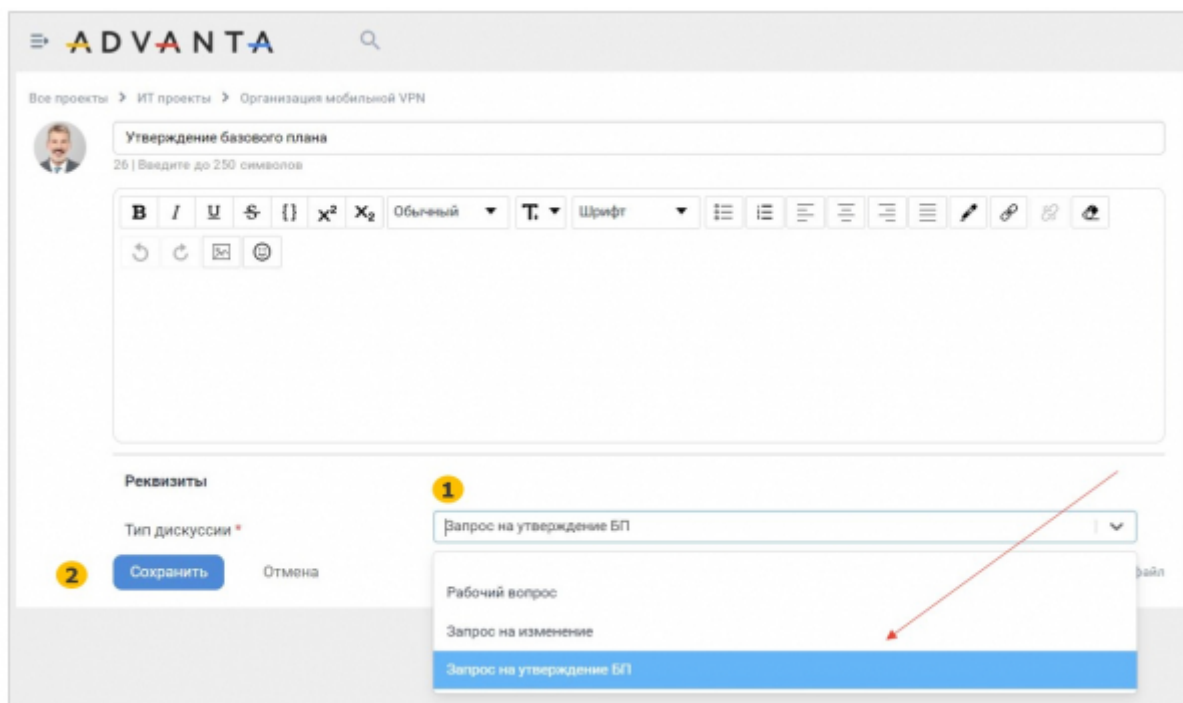 ADVANTA
Все проекты > ИТ проекты > Организация мобильной VPN
Утверждение базового плана
26 | Введите до 250 символов
B I U S {} x² x₂ Обычный T. Шрифт
Реквизиты
1
Тип дискуссии *
Запрос на утверждение БП
2
Сохранить Отмена
файл
Рабочий вопрос
Запрос на изменение
Запрос на утверждение БП